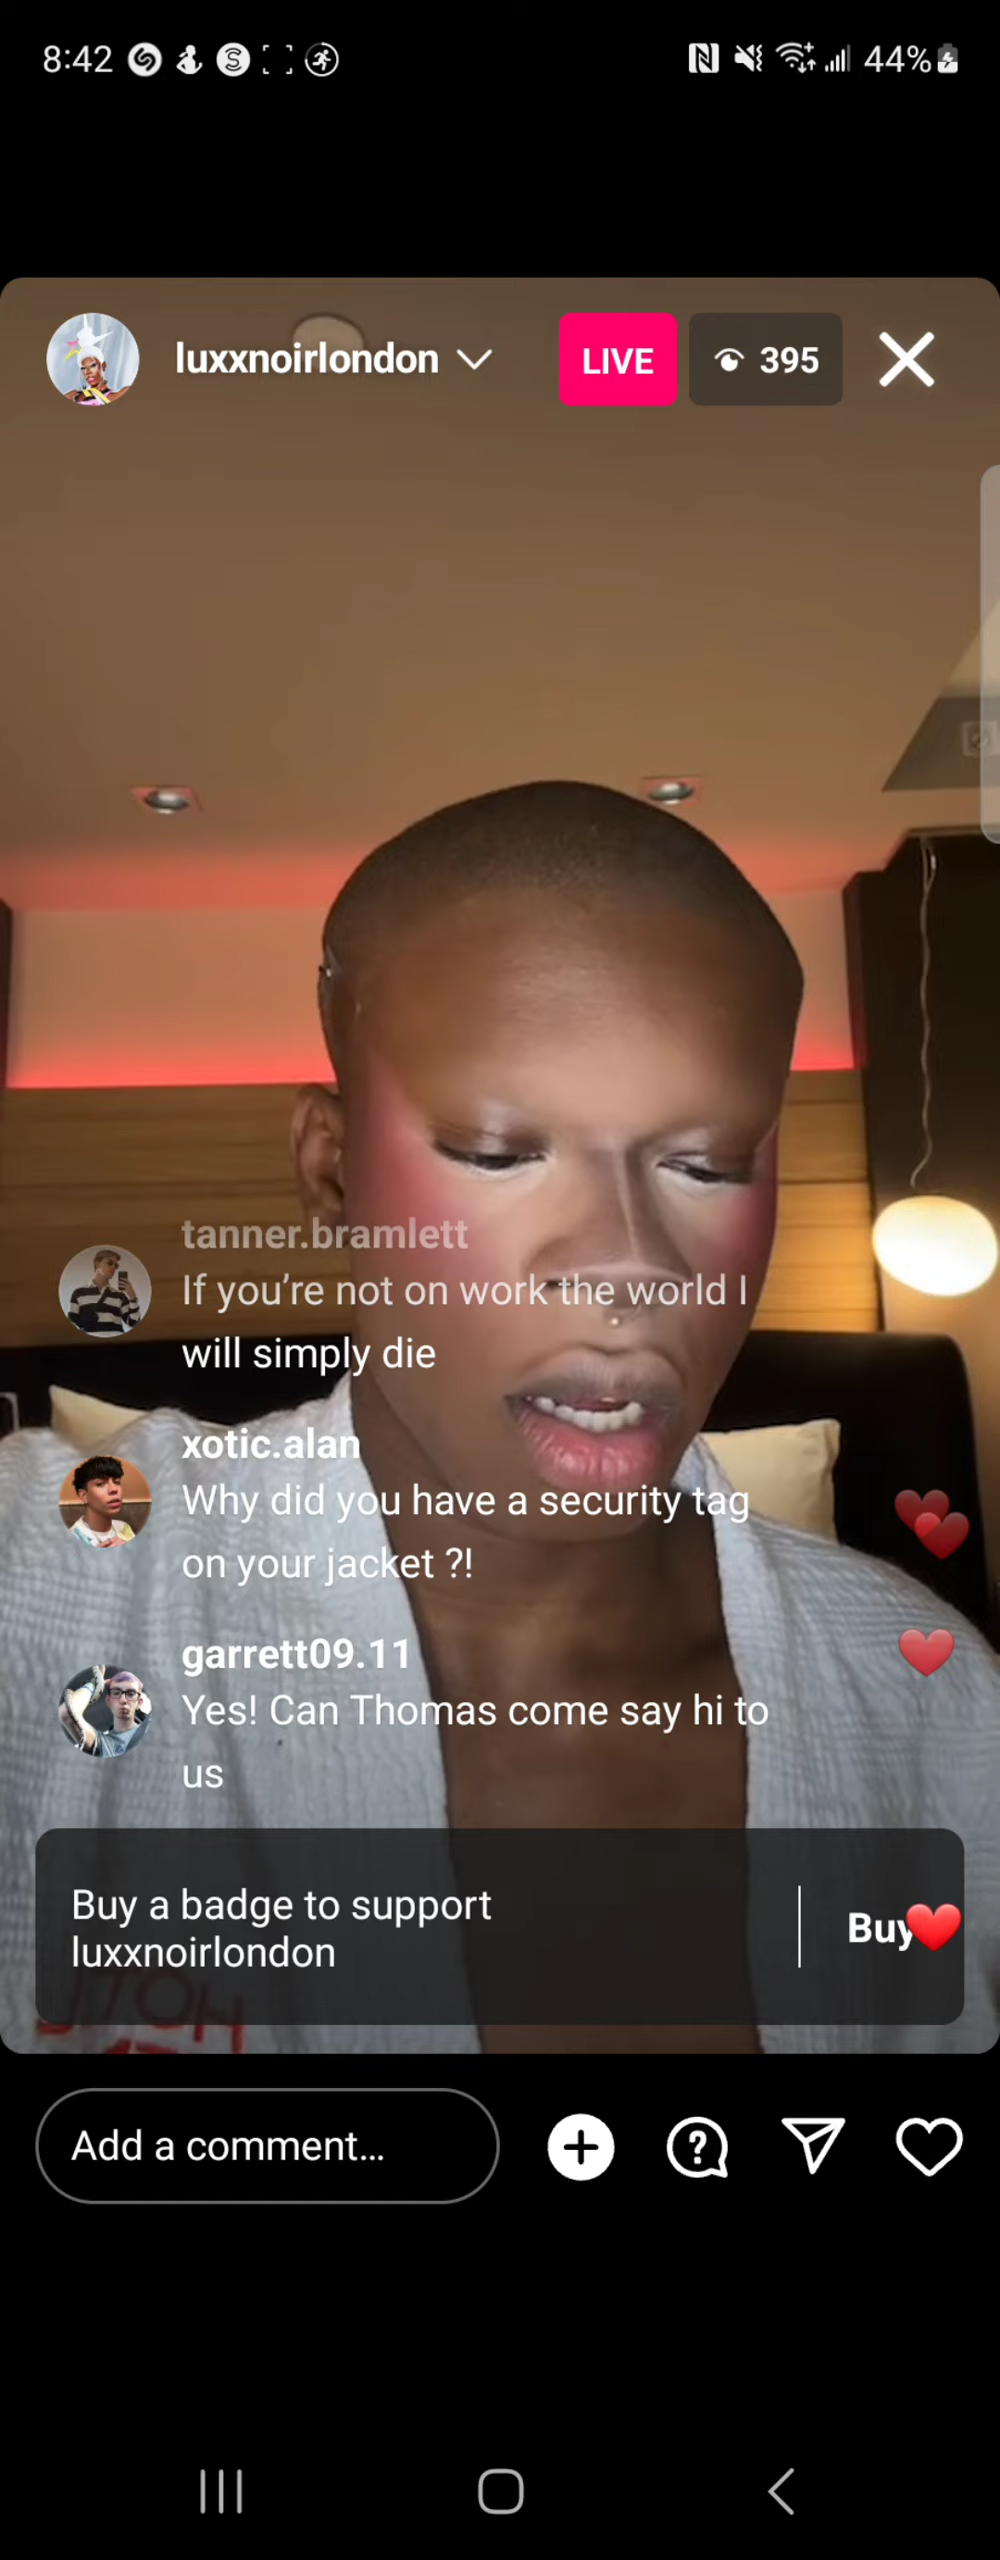 8:42
44%
luxxnoirlondon
LIVE
395
tanner.bramlett
If you’re not on work the world I
will simply die
xotic.alan
Why did you have a security tag
on your jacket ?!
garrett09.11
Yes! Can Thomas come say hi to
us
Buy a badge to support
luxxnoirlondon
Buy
Add a comment...